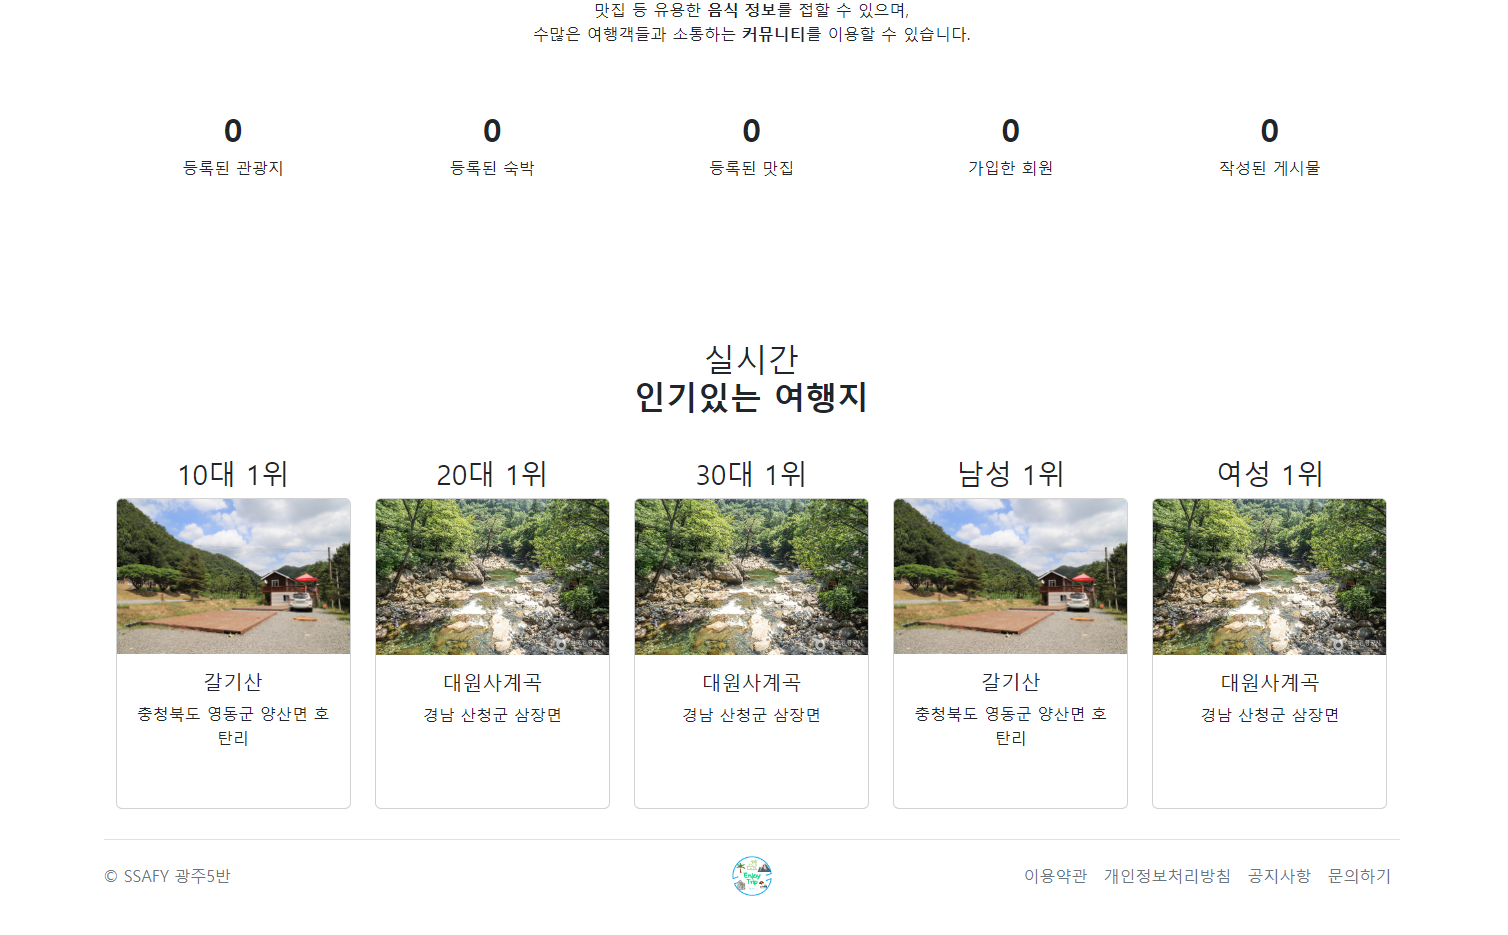 맛집 등 유용한 음식 정보를 접할 수 있으며,
수많은 여행객들과 소통하는 커뮤니티를 이용할 수 있습니다.
0 0 0 0 0
등록된 관광지 등록된 숙박 등록된 맛집 가입한 회원 작성된 게시물
실시간
인기있는 여행지
10대 1위
갈기산
충청북도 영동군 양산면 호
탄리
20대 1위
대원사계곡
경남 산청군 삼장면
30대 1위
대원사계곡
경남 산청군 삼장면
남성 1위
갈기산
충청북도 영동군 양산면 호
탄리
여성 1위
대원사계곡
경남 산청군 삼장면
© SSAFY 광주5반
Enjoy
Trip
이용약관 개인정보처리방침 공지사항 문의하기